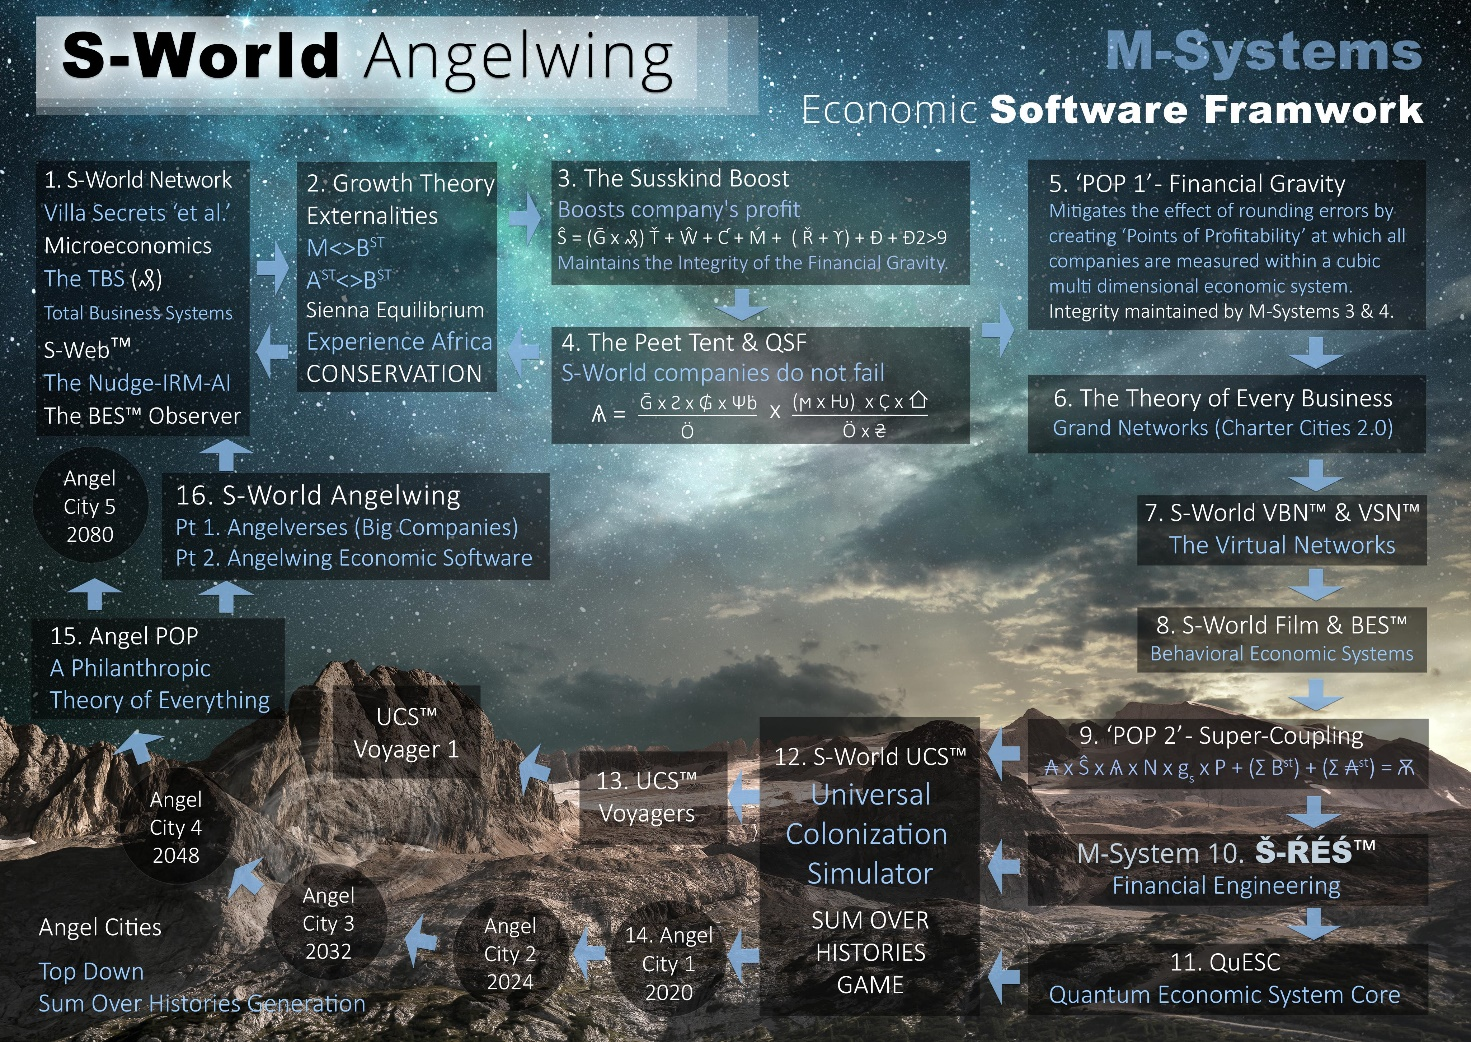 S-World Angelwing
M-Systems
Economic Software Framwork
1. S-World Network
Villa Secrets ‘et al.’
Microeconomics
The TBS
Total Business Systems
S-Web™
The Nudge-IRM-AI
The BES™ Observer
2. Growth Theory
Externalities
M<>Bˢᵀ
Aˢᵀ<>Bˢᵀ
Sienna Equilibrium
Experience Africa
CONSERVATION
3. The Susskind Boost
Boosts company's profit
Maintains the Integrity of the Financial Gravity.
4. The Peet Tent & QSF
S-World companies do not fail
5. ‘POP 1’ - Financial Gravity
Mitigates the effect of rounding errors by
creating ‘Points of Profitability’ at which all
companies are measured within a cubic
multi dimensional economic system.
Integrity maintained by M-Systems 3 & 4.
6. The Theory of Every Business
Grand Networks (Charter Cities 2.0)
7. S-World VBN™ & VSN™
The Virtual Networks
8. S-World Film & BES™
Behavioral Economic Systems
9. ‘POP 2’ - Super-Coupling
M-System 10. Š-ŔÉŚ™
Financial Engineering
11. QuESC
Quantum Economic System Core
12. S-World UCS™
Universal
Colonization
Simulator
SUM OVER
HISTORIES
GAME
13. UCS™
Voyagers
UCS™
Voyager 1
14. Angel
City 1
2020
Angel
City 2
2024
Angel
City 3
2032
Angel
City 4
2048
Angel Cities
Top Down
Sum Over Histories Generation
15. Angel POP
A Philanthropic
Theory of Everything
Angel
City 5
2080
16. S-World Angelwing
Pt 1. Angelverses (Big Companies)
Pt 2. Angelwing Economic Software